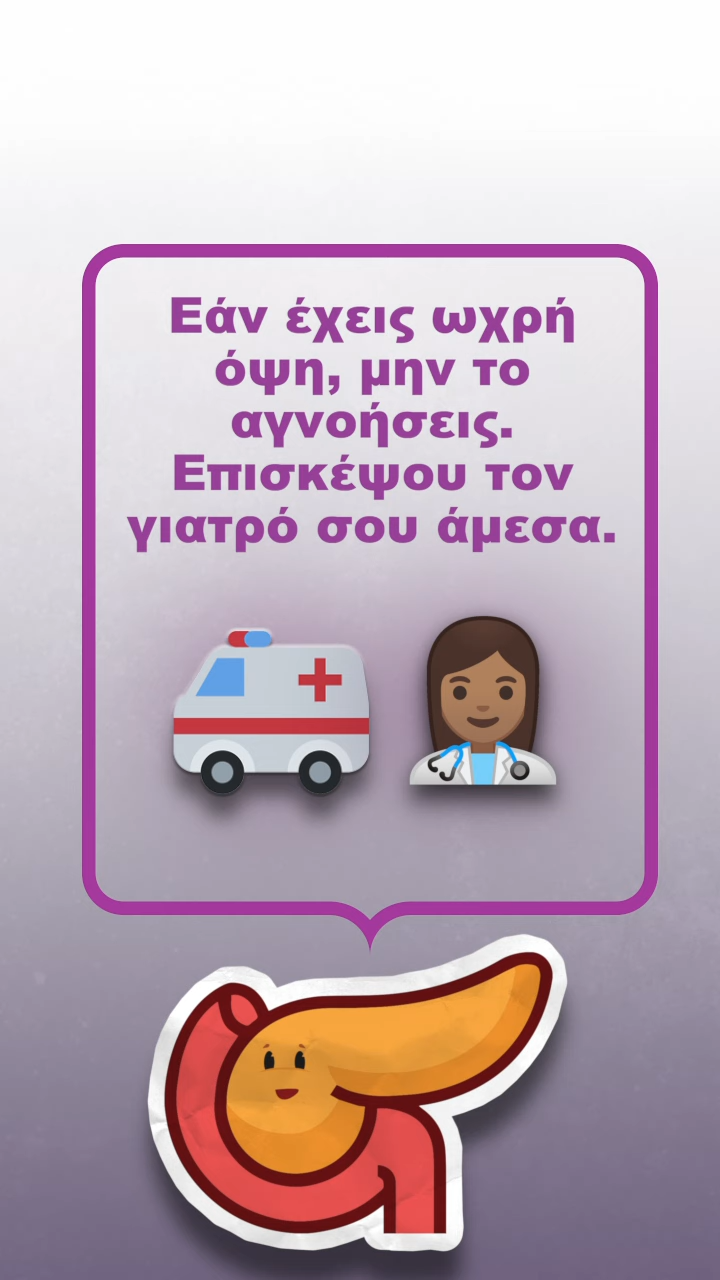 Εάν έχεις ωχρή
όψη, μην το
αγνοήσεις.
Επισκέψου τον
γιατρό σου άμεσα.